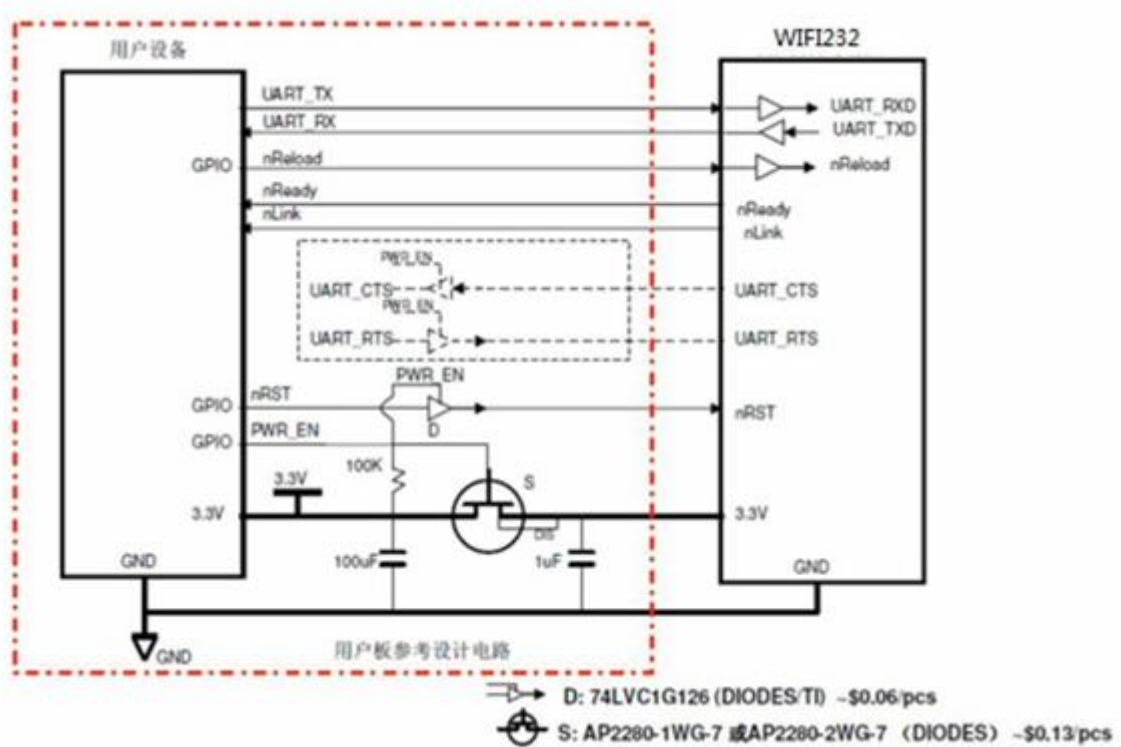 用户设备
WIFI232
UART_TX
UART_RXD
UART_RX
UART_TXD
GPIO
nReload
nReload
nReady
nReady
nLink
nLink
PWR_EN
UART_CTS
UART_CTS
PWR_EN
UART_RTS
UART_RTS
PWR_EN
GPIO
nRST
nRST
D
GPIO
PWR_EN
100K
S
3.3V
3.3V
3.3V
DIS
GND
100uF
1uF
GND
GND
用户板参考设计电路
D: 74LVC1G126 (DIODES/TI) ~$0.06/pcs
S: AP2280-1WG-7 或AP2280-2WG-7 （DIODES） ~$0.13/pcs